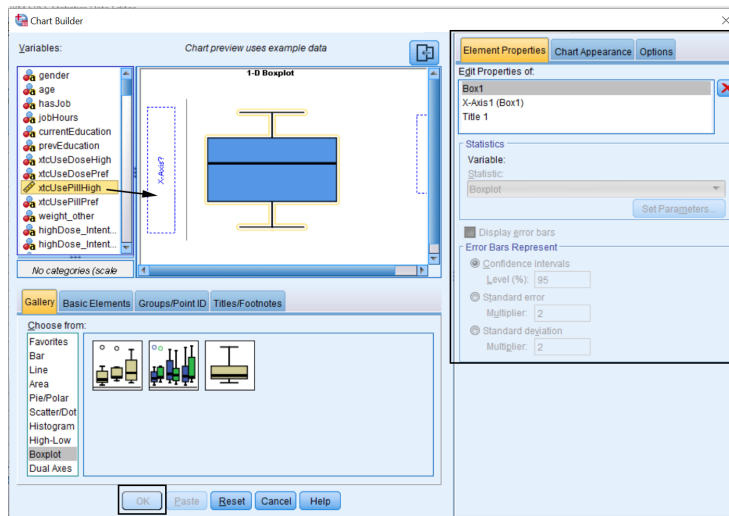 Chart Builder
Variables:
Chart preview uses example data
gender
age
hasJob
jobHours
currentEducation
prevEducation
xtcUseDoseHigh
xtcUseDosePref
xtcUsePillHigh
xtcUsePillPref
weight_other
highDose_Intent...
highDose_Intent...
No categories (scale
1-D Boxplot
X-Axis?
Gallery Basic Elements Groups/Point ID Titles/Footnotes
Choose from:
Favorites
Bar
Line
Area
Pie/Polar
Scatter/Dot
Histogram
High-Low
Boxplot
Dual Axes
OK Paste Reset Cancel Help
Element Properties Chart Appearance Options
Edit Properties of:
Box1
X-Axis1 (Box1)
Title 1
Statistics
Variable:
Statistic:
Boxplot
Set Parameters...
Display error bars
Error Bars Represent
Confidence intervals
Level (%): 95
Standard error
Multiplier: 2
Standard deviation
Multiplier: 2